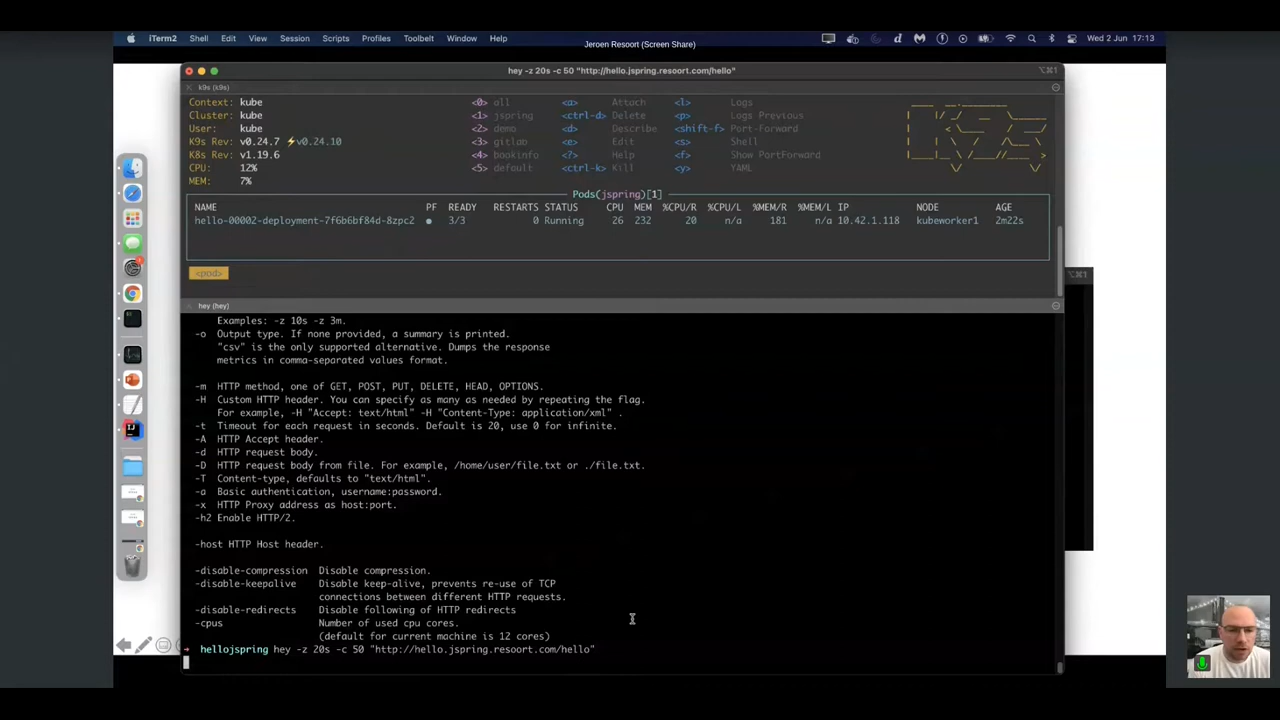 iTerm2 Shell Edit View Session Scripts Profiles Toolbelt Window Help
Wed 2 Jun 17:13
Jeroen Resoort (Screen Share)
hey -z 20s -c 50 "http://hello.jspring.resoort.com/hello"
⌥⌘1
k9s (k9s)
Context: kube <0> all <a> Attach <l> Logs
Cluster: kube <1> jspring <ctrl-d> Delete <p> Logs Previous
User: kube <2> demo <d> Describe <shift-f> Port-Forward
K9s Rev: v0.24.7 ⚡v0.24.10 <3> gitlab <e> Edit <s> Shell
K8s Rev: v1.19.6 <4> bookinfo <?> Help <f> Show PortForward
CPU: 12% <5> default <ctrl-k> Kill <y> YAML
MEM: 7%
Pods(jspring)[1]
NAME PF READY RESTARTS STATUS CPU MEM %CPU/R %CPU/L %MEM/R %MEM/L IP NODE AGE
hello-00002-deployment-7f6b6bf84d-8zpc2 ● 3/3 0 Running 26 232 20 n/a 181 n/a 10.42.1.118 kubeworker1 2m22s
<pod>
⌥⌘1
hey (hey)
Examples: -z 10s -z 3m.
-o Output type. If none provided, a summary is printed.
"csv" is the only supported alternative. Dumps the response
metrics in comma-separated values format.
-m HTTP method, one of GET, POST, PUT, DELETE, HEAD, OPTIONS.
-H Custom HTTP header. You can specify as many as needed by repeating the flag.
For example, -H "Accept: text/html" -H "Content-Type: application/xml" .
-t Timeout for each request in seconds. Default is 20, use 0 for infinite.
-A HTTP Accept header.
-d HTTP request body.
-D HTTP request body from file. For example, /home/user/file.txt or ./file.txt.
-T Content-type, defaults to "text/html".
-a Basic authentication, username:password.
-x HTTP Proxy address as host:port.
-h2 Enable HTTP/2.
-host HTTP Host header.
-disable-compression Disable compression.
-disable-keepalive Disable keep-alive, prevents re-use of TCP
connections between different HTTP requests.
-disable-redirects Disable following of HTTP redirects
-cpus Number of used cpu cores.
(default for current machine is 12 cores)
➜ hellojspring hey -z 20s -c 50 "http://hello.jspring.resoort.com/hello"